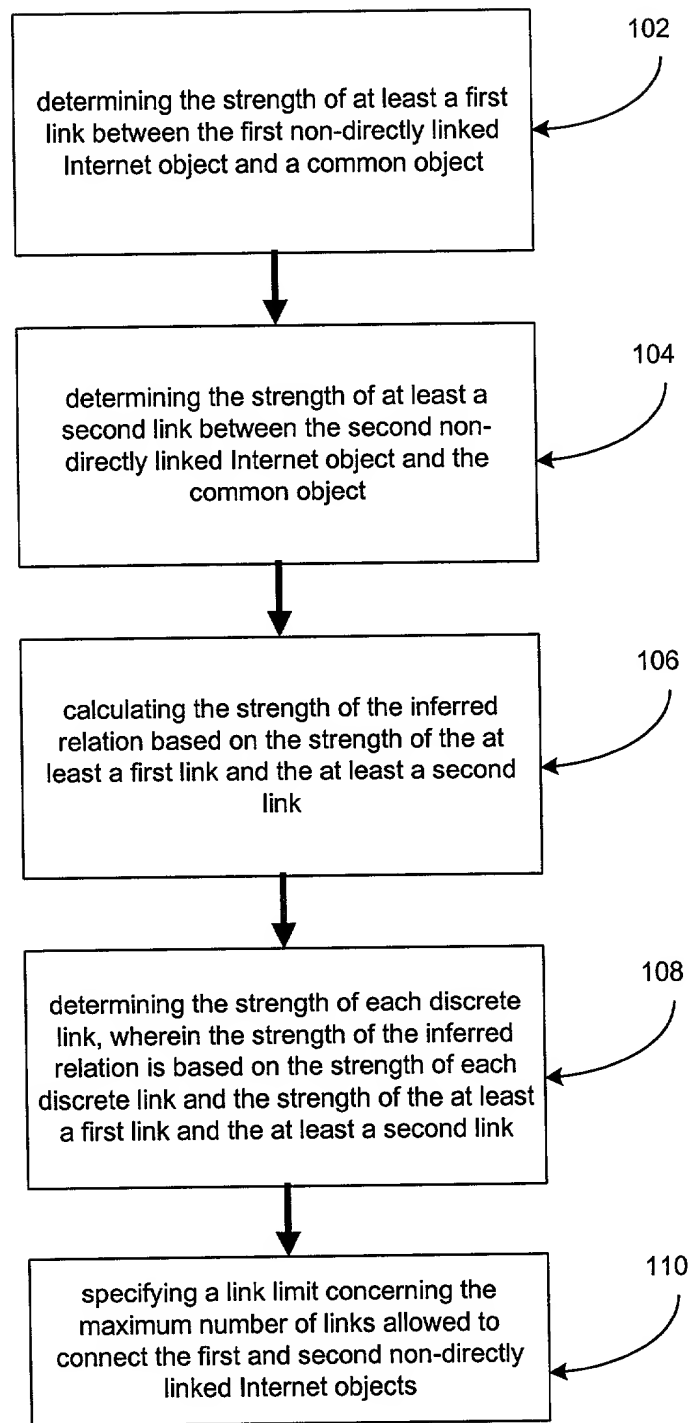 102
determining the strength of at least a first
link between the first non-directly linked
Internet object and a common object
104
determining the strength of at least a
second link between the second non-
directly linked Internet object and the
common object
106
calculating the strength of the inferred
relation based on the strength of the at
least a first link and the at least a second
link
108
determining the strength of each discrete
link, wherein the strength of the inferred
relation is based on the strength of each
discrete link and the strength of the at least
a first link and the at least a second link
110
specifying a link limit concerning the
maximum number of links allowed to
connect the first and second non-directly
linked Internet objects